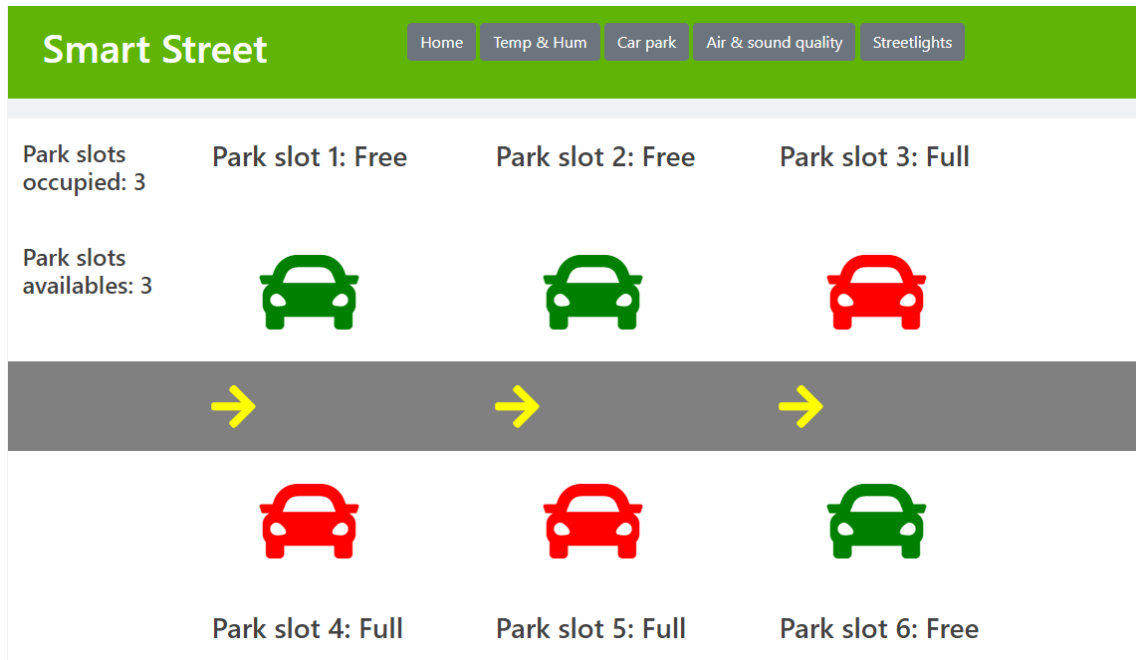 Smart Street
Home
Temp & Hum
Car park
Air & sound quality
Streetlights
Park slots
occupied: 3
Park slots
availables: 3
Park slot 1: Free
Park slot 2: Free
Park slot 3: Full
Park slot 4: Full
Park slot 5: Full
Park slot 6: Free